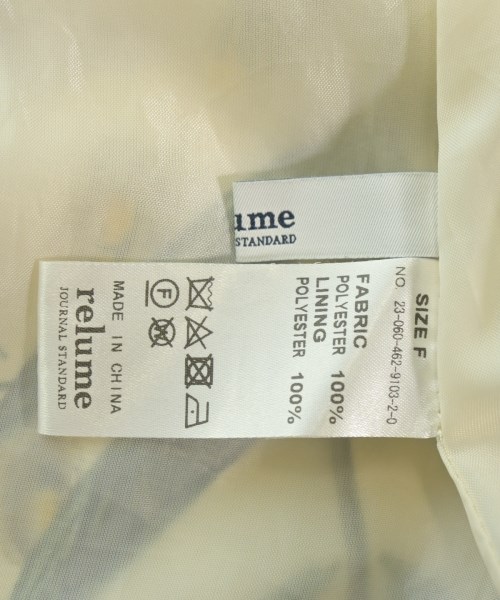 ume
STANDARD
SIZE F
NO. 23-060-462-9103-2-0
FABRIC
POLYESTER 100%
LINING
POLYESTER 100%
MADE IN CHINA
relume
JOURNAL STANDARD